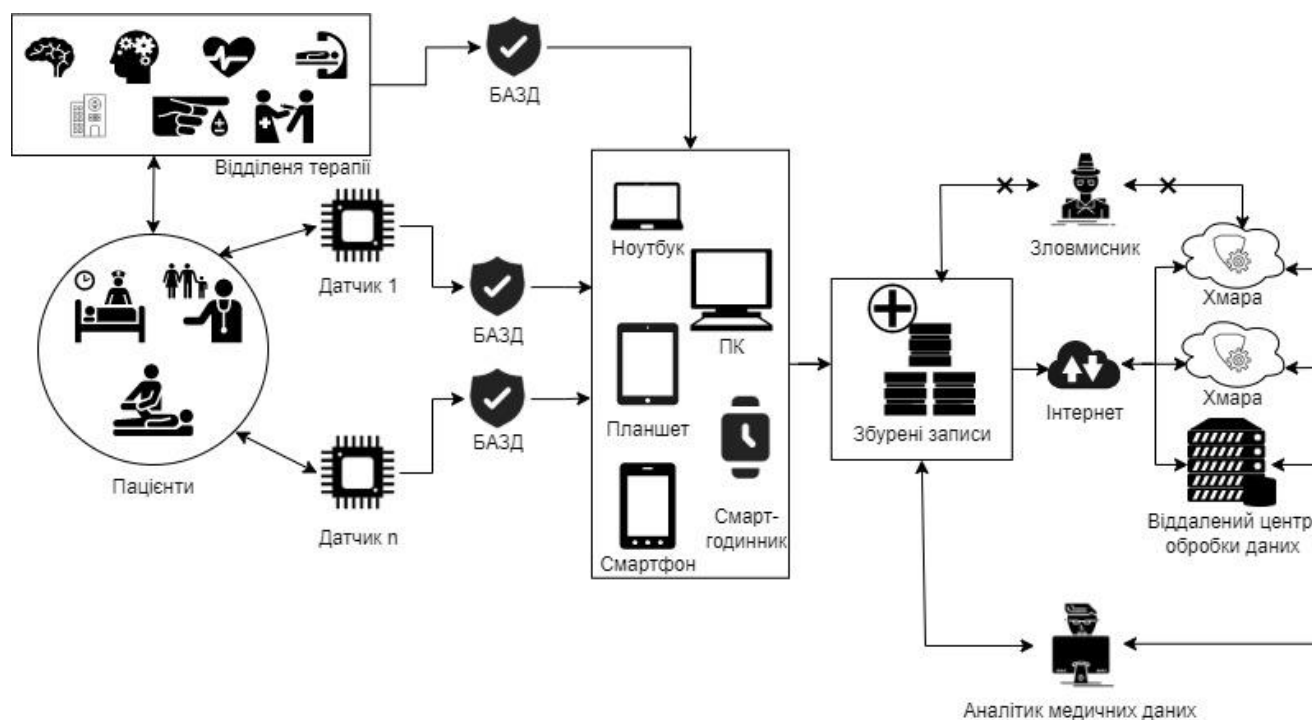 БАЗД
Відділеня терапії
Датчик 1
БАЗД
Пацієнти
Датчик n
БАЗД
Ноутбук
ПК
Планшет
Смарт-
годинник
Смартфон
Збурені записи
Зловмисник
Інтернет
Хмара
Хмара
Віддалений центр
обробки даних
Аналітик медичних даних